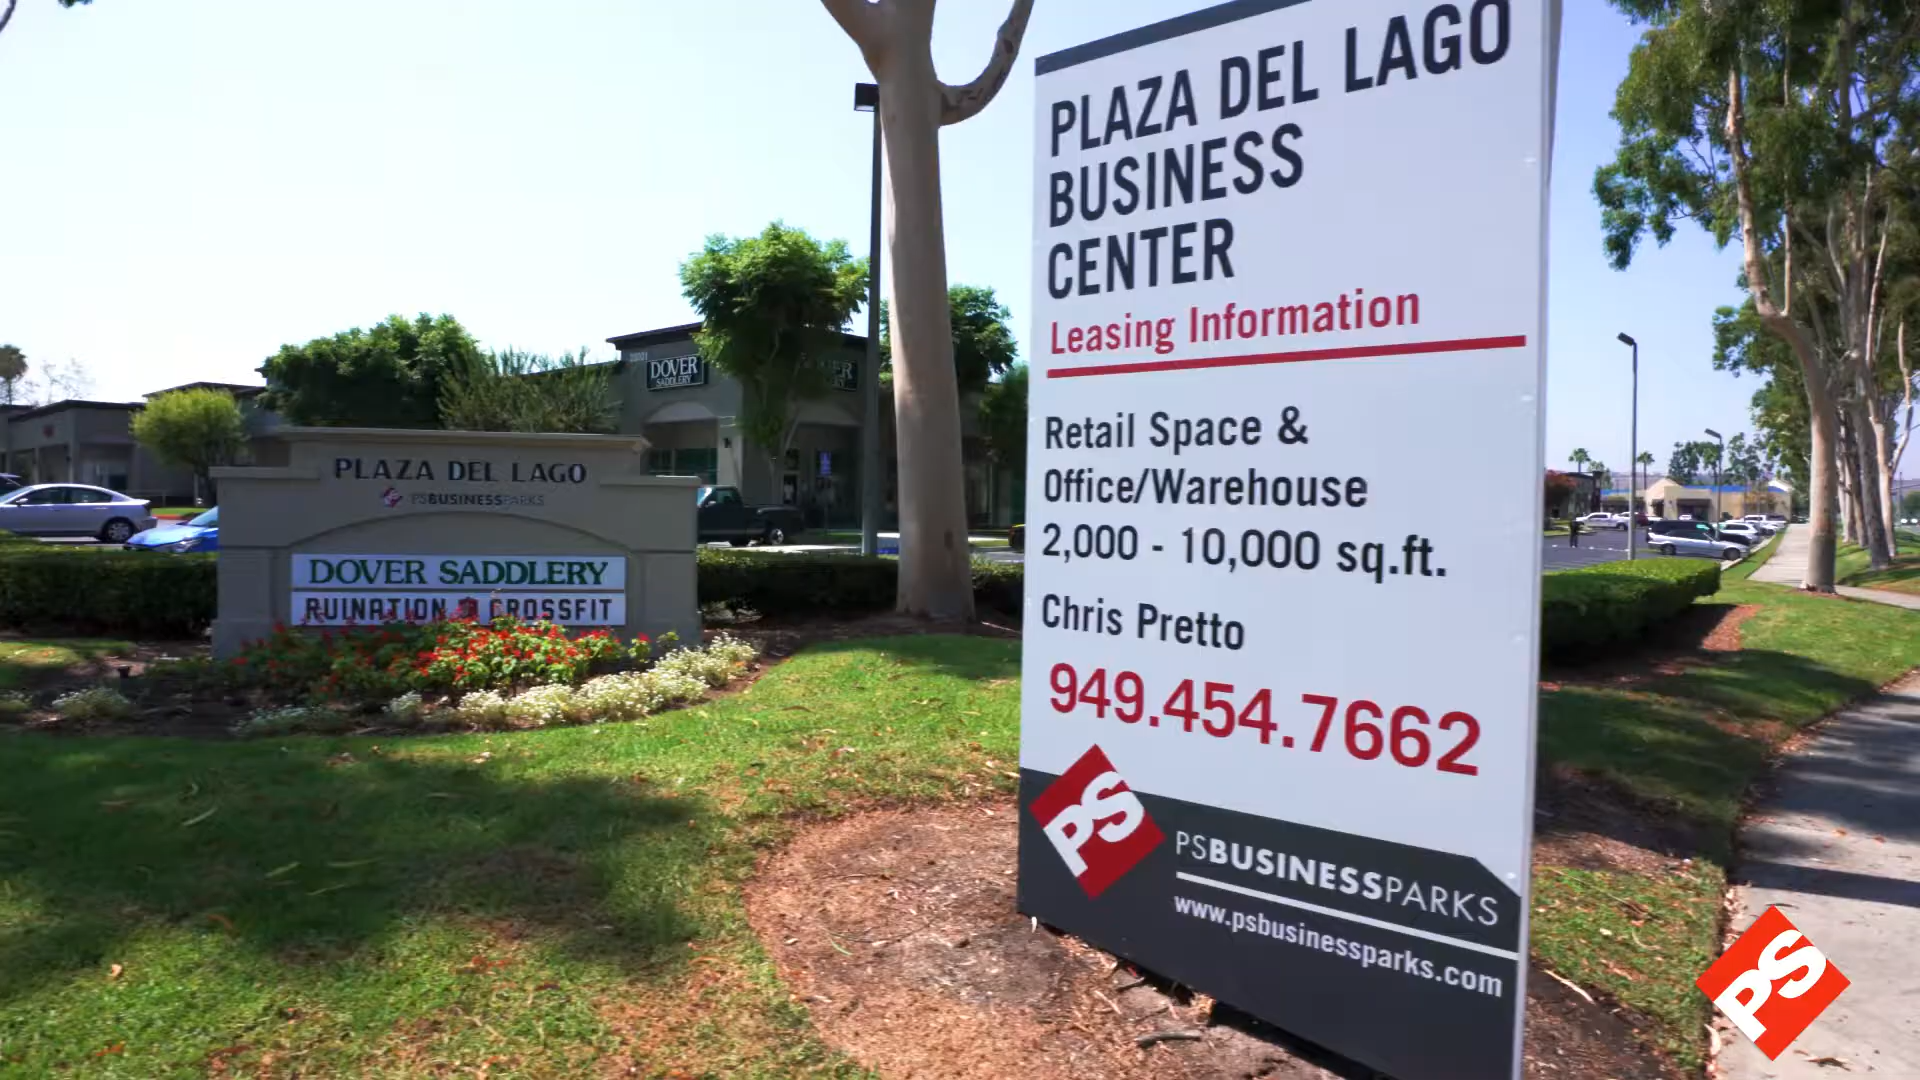 PLAZA DEL LAGO
BUSINESS
CENTER
Leasing Information
Retail Space &
Office/Warehouse
2,000 - 10,000 sq.ft.
Chris Pretto
949.454.7662
PS
PSBUSINESSPARKS
www.psbusinessparks.com
DOVER
SADDLERY
PLAZA DEL LAGO
PSBUSINESSPARKS
DOVER SADDLERY
RUINATION CROSSFIT
PS